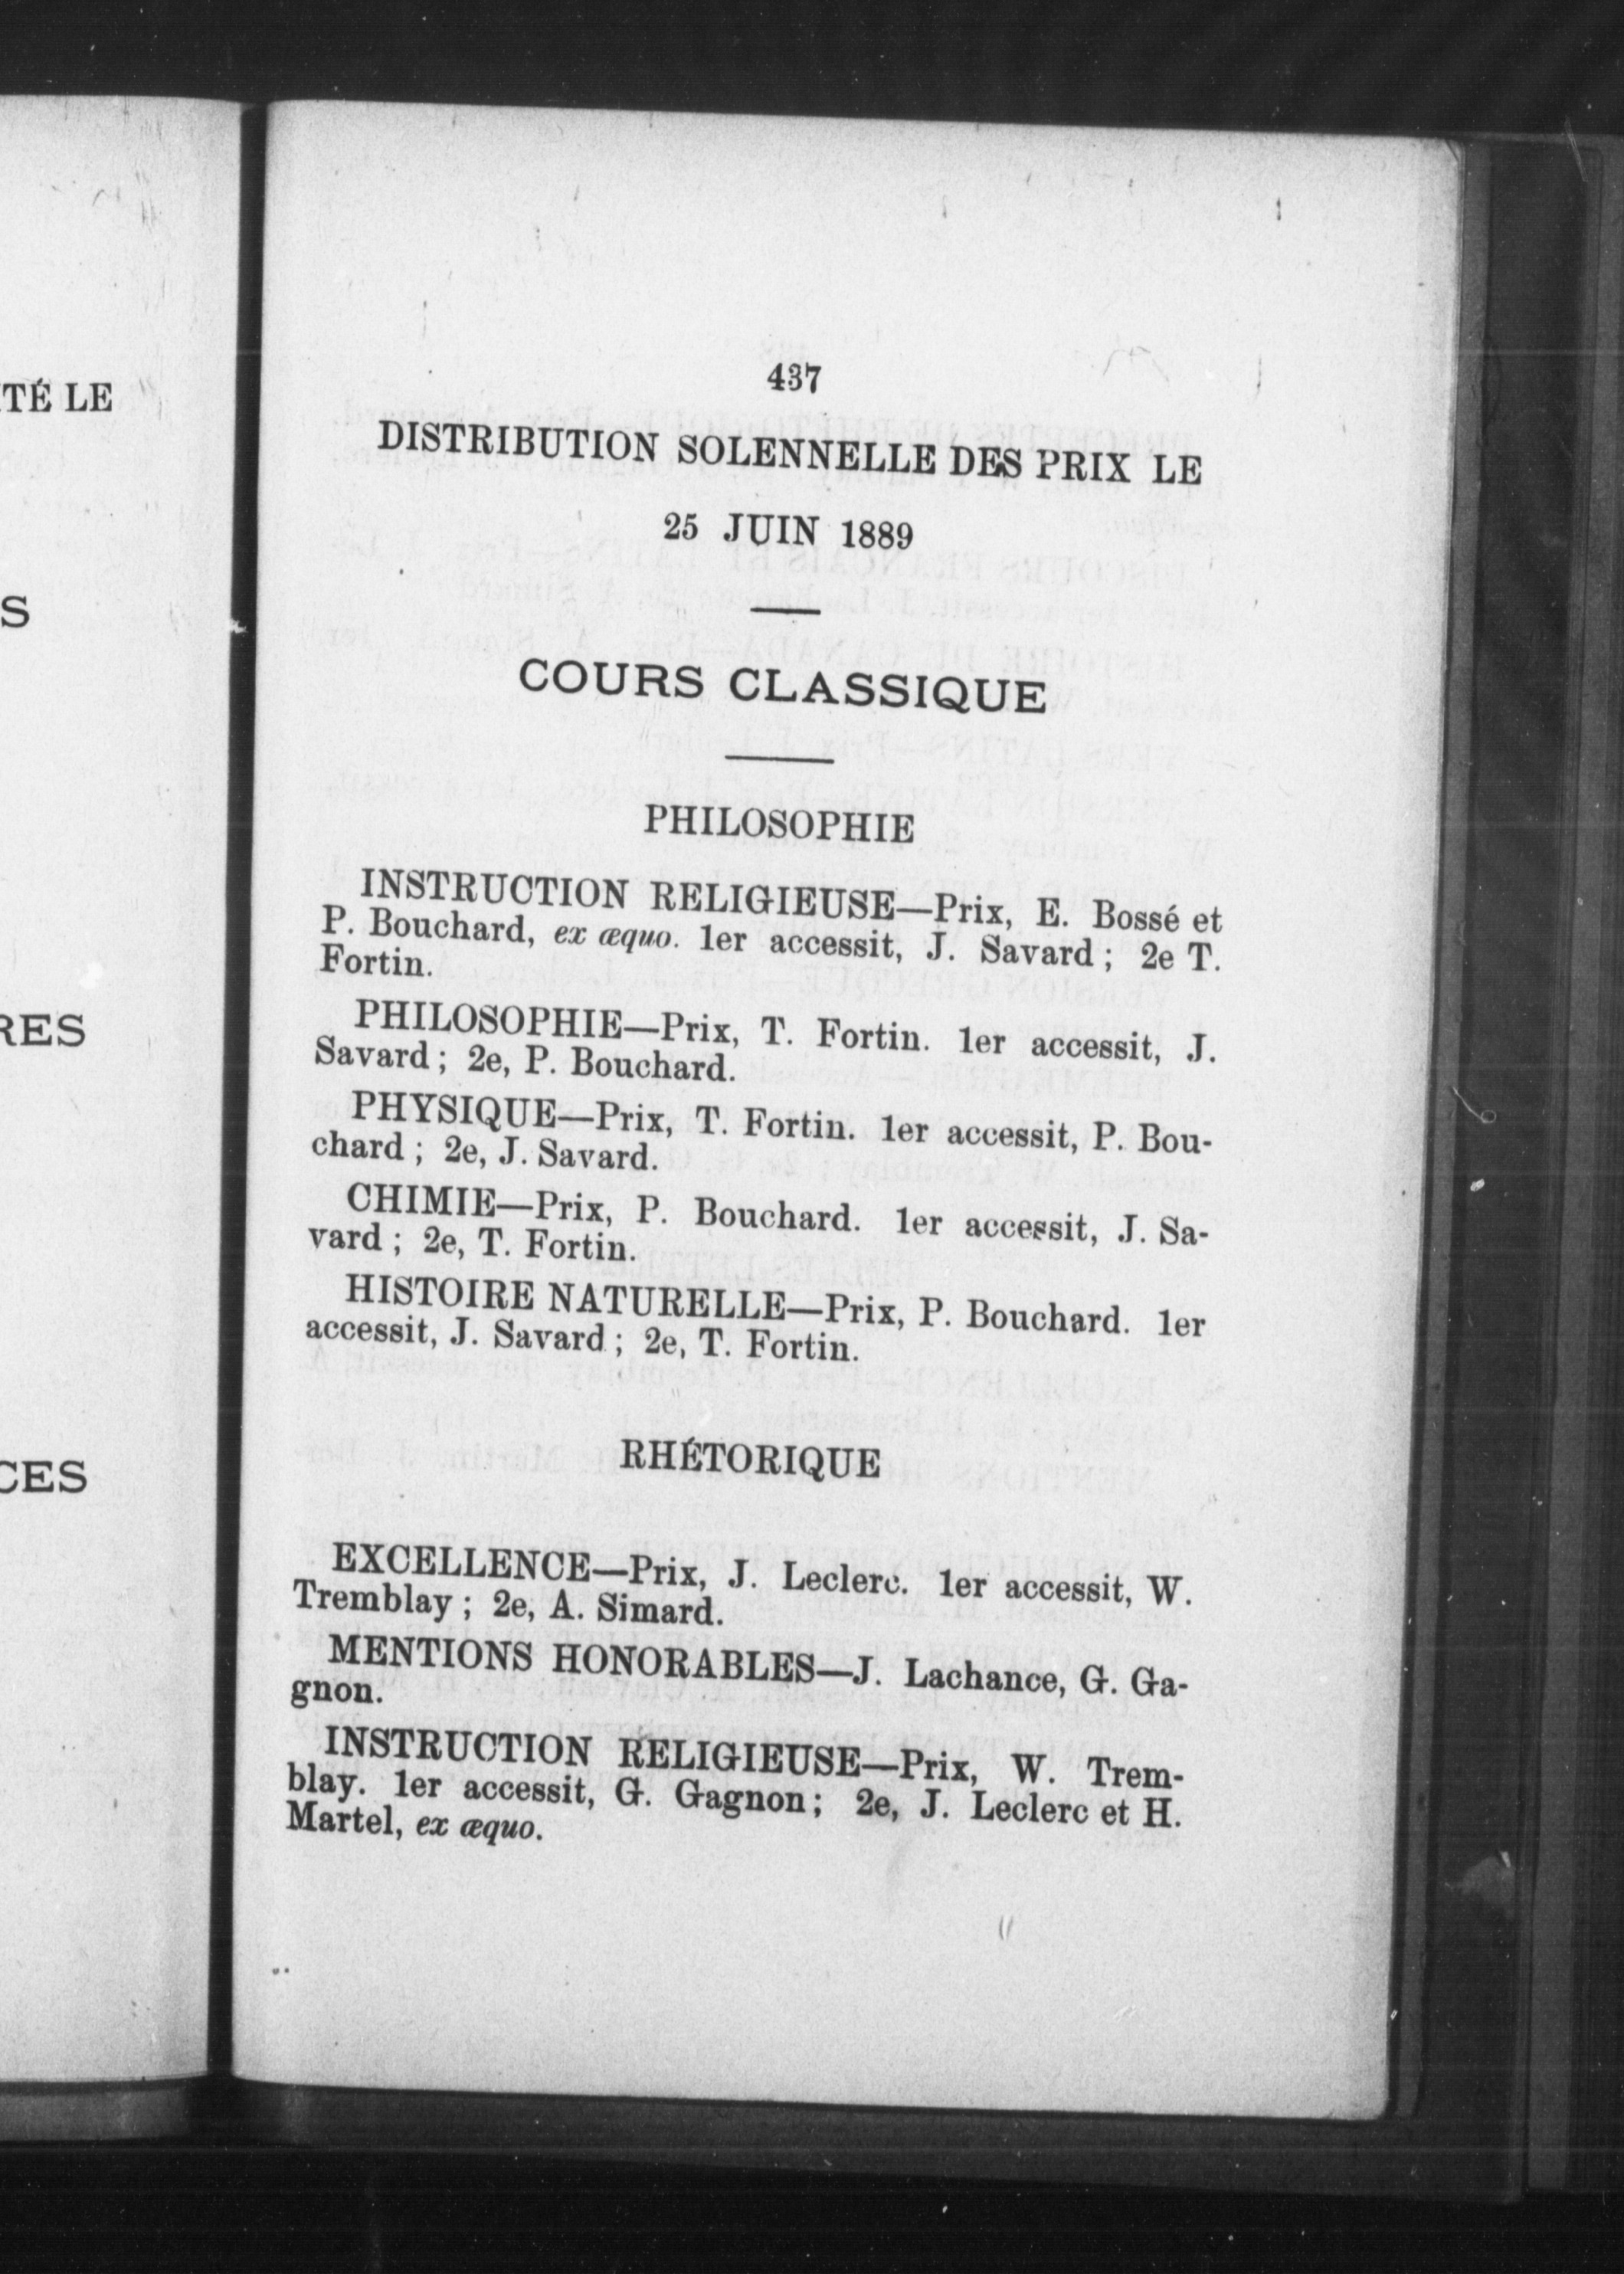 TÉ LE
S
RES
CES
437
DISTRIBUTION SOLENNELLE DES PRIX LE
25 JUIN 1889
COURS CLASSIQUE
PHILOSOPHIE
INSTRUCTION RELIGIEUSE—Prix, E. Bossé et
P. Bouchard, ex æquo. 1er accessit, J. Savard ; 2e T.
Fortin.
PHILOSOPHIE—Prix, T. Fortin. 1er accessit, J.
Savard ; 2e, P. Bouchard.
PHYSIQUE—Prix, T. Fortin. 1er accessit, P. Bou-
chard ; 2e, J. Savard.
CHIMIE—Prix, P. Bouchard. 1er accessit, J. Sa-
vard ; 2e, T. Fortin.
HISTOIRE NATURELLE—Prix, P. Bouchard. 1er
accessit, J. Savard ; 2e, T. Fortin.
RHÉTORIQUE
EXCELLENCE—Prix, J. Leclerc. 1er accessit, W.
Tremblay ; 2e, A. Simard.
MENTIONS HONORABLES—J. Lachance, G. Ga-
gnon.
INSTRUCTION RELIGIEUSE—Prix, W. Trem-
blay. 1er accessit, G. Gagnon ; 2e, J. Leclerc et H.
Martel, ex æquo.